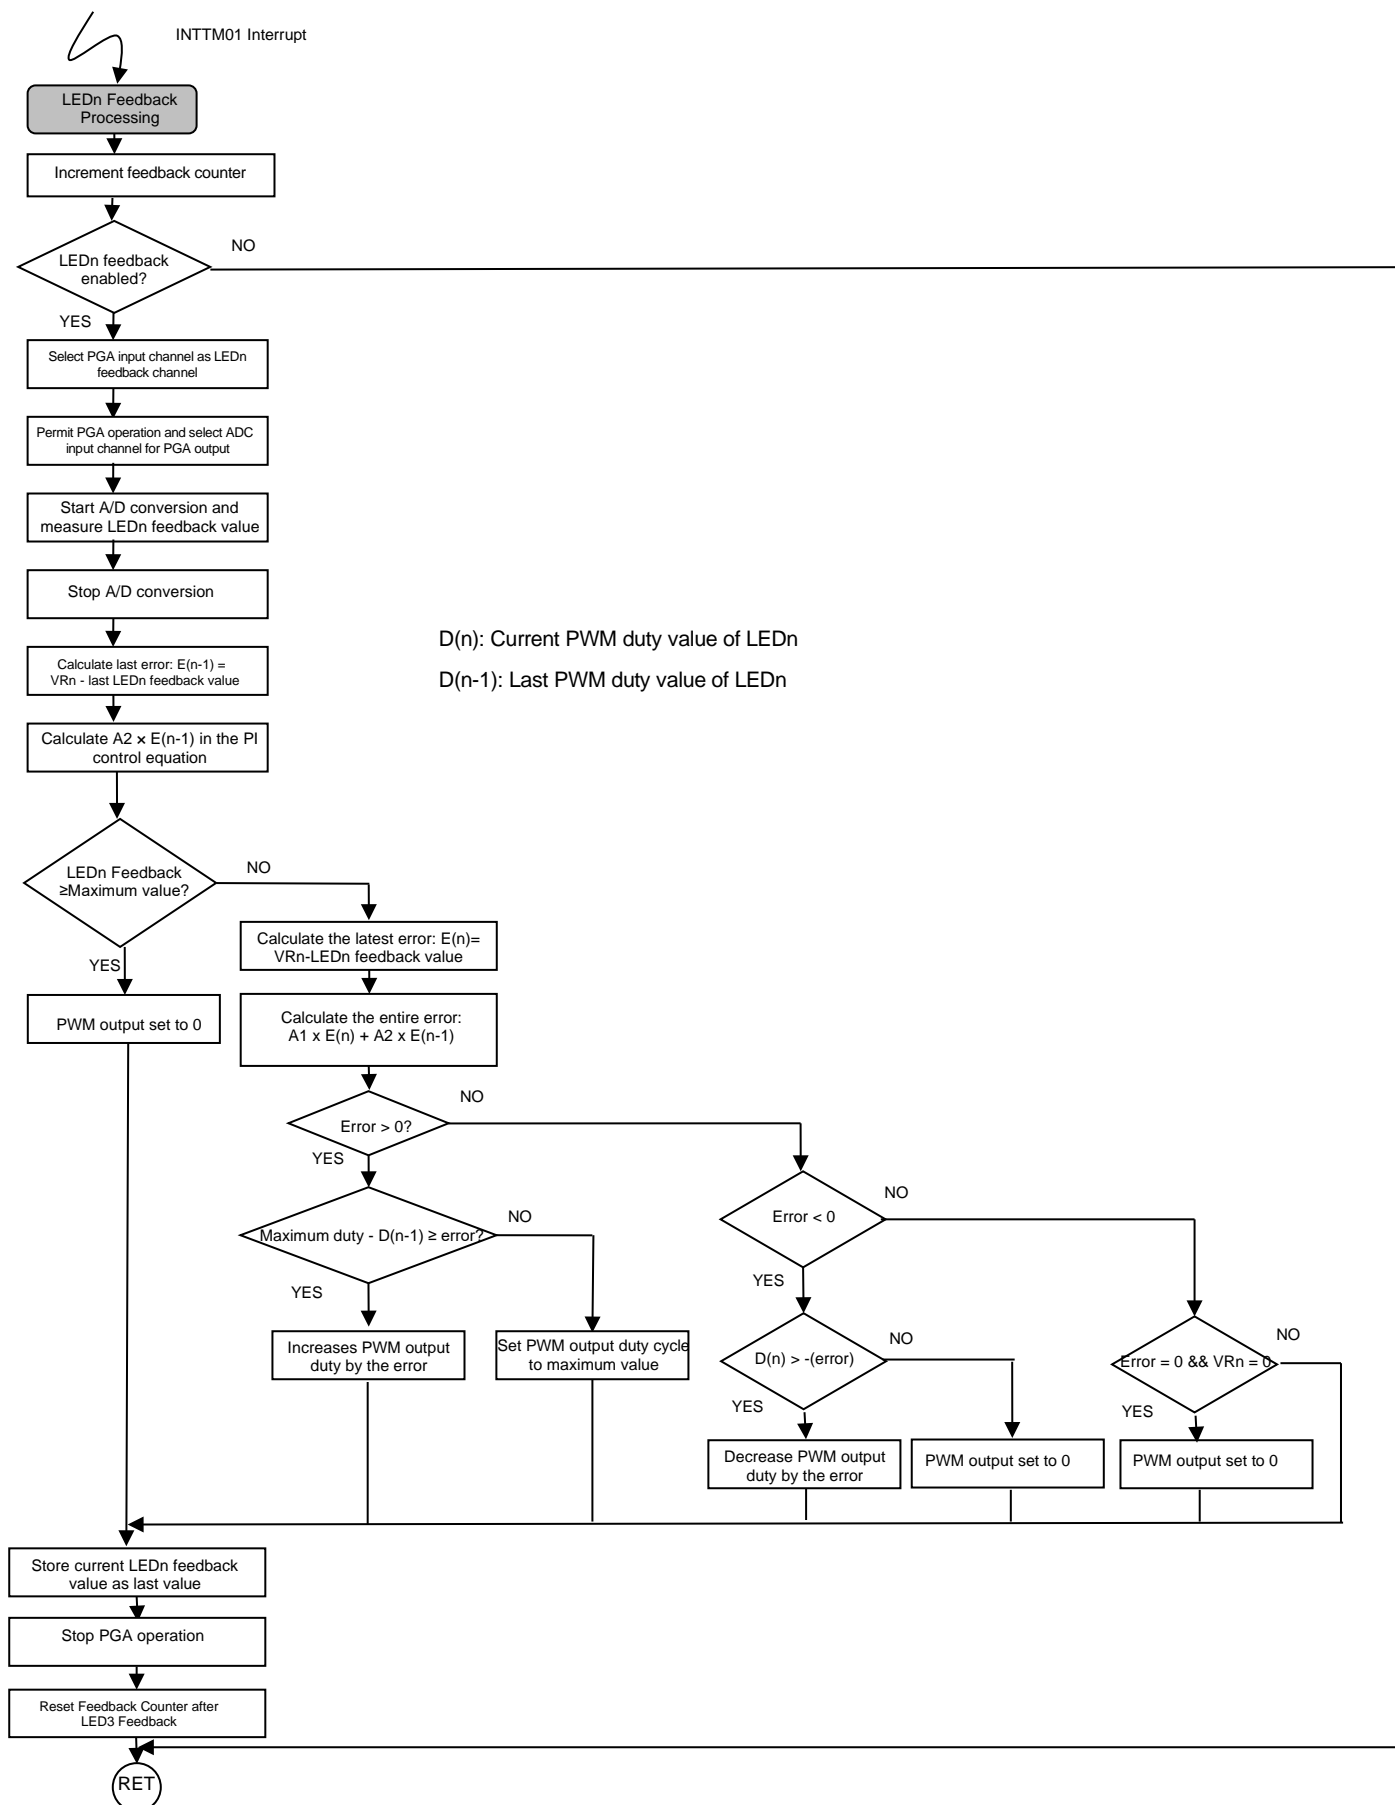 INTTM01 Interrupt
LEDn Feedback
Processing
Increment feedback counter
NO
LEDn feedback
enabled?
YES
Select PGA input channel as LEDn
feedback channel
Permit PGA operation and select ADC
input channel for PGA output
Start A/D conversion and
measure LEDn feedback value
Stop A/D conversion
D(n): Current PWM duty value of LEDn
D(n-1): Last PWM duty value of LEDn
Calculate last error: E(n-1) =
VRn - last LEDn feedback value
Calculate A2 × E(n-1) in the PI
control equation
LEDn Feedback
≥Maximum value?
NO
YES
Calculate the latest error: E(n)=
VRn-LEDn feedback value
PWM output set to 0
Calculate the entire error:
A1 x E(n) + A2 x E(n-1)
NO
Error > 0?
YES
NO
Error < 0
NO
Maximum duty - D(n-1) ≥ error?
YES
YES
Increases PWM output
duty by the error
Set PWM output duty cycle
to maximum value
D(n) > -(error)
NO
Error = 0 && VRn = 0
NO
YES
YES
Decrease PWM output
duty by the error
PWM output set to 0
PWM output set to 0
Store current LEDn feedback
value as last value
Stop PGA operation
Reset Feedback Counter after
LED3 Feedback
RET